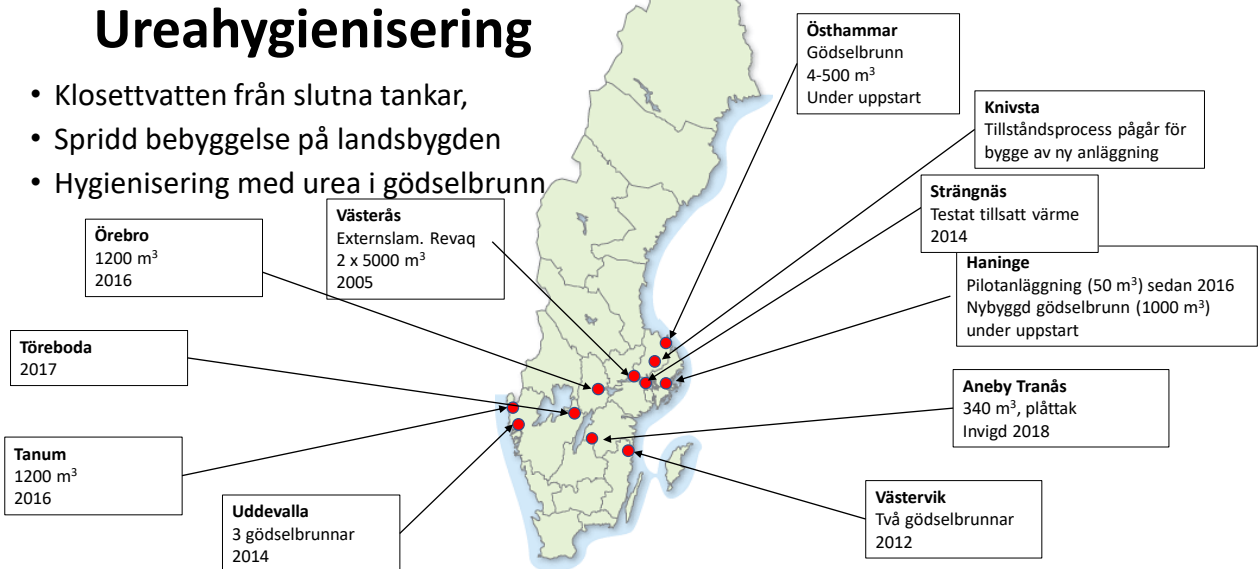 Ureahygienisering
• Klosettvatten från slutna tankar,
• Spridd bebyggelse på landsbygden
• Hygienisering med urea i gödselbrunn
Östhammar
Gödselbrunn
4-500 m³
Under uppstart
Knivsta
Tillståndsprocess pågår för
bygge av ny anläggning
Strängnäs
Testat tillsatt värme
2014
Haninge
Pilotanläggning (50 m³) sedan 2016
Nybyggd gödselbrunn (1000 m³)
under uppstart
Västerås
Externslam. Revaq
2 x 5000 m³
2005
Örebro
1200 m³
2016
Töreboda
2017
Aneby Tranås
340 m³, plåttak
Invigd 2018
Tanum
1200 m³
2016
Uddevalla
3 gödselbrunnar
2014
Västervik
Två gödselbrunnar
2012